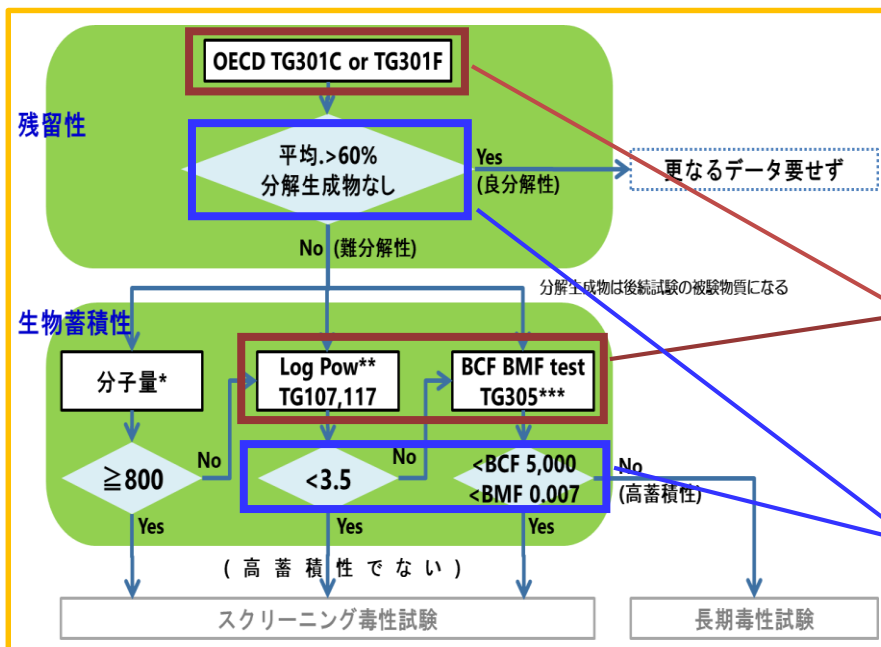 OECD TG301C or TG301F
残留性
平均.>60%
分解生成物なし
Yes
(良分解性)
更なるデータ要せず
No (難分解性)
分解生成物は後続試験の被験物質になる
生物蓄積性
分子量*
Log Pow**
TG107,117
BCF BMF test
TG305***
≧800
No
<3.5
No
<BCF 5,000
<BMF 0.007
No
(高蓄積性)
Yes
Yes
Yes
(高蓄積性でない)
スクリーニング毒性試験
長期毒性試験